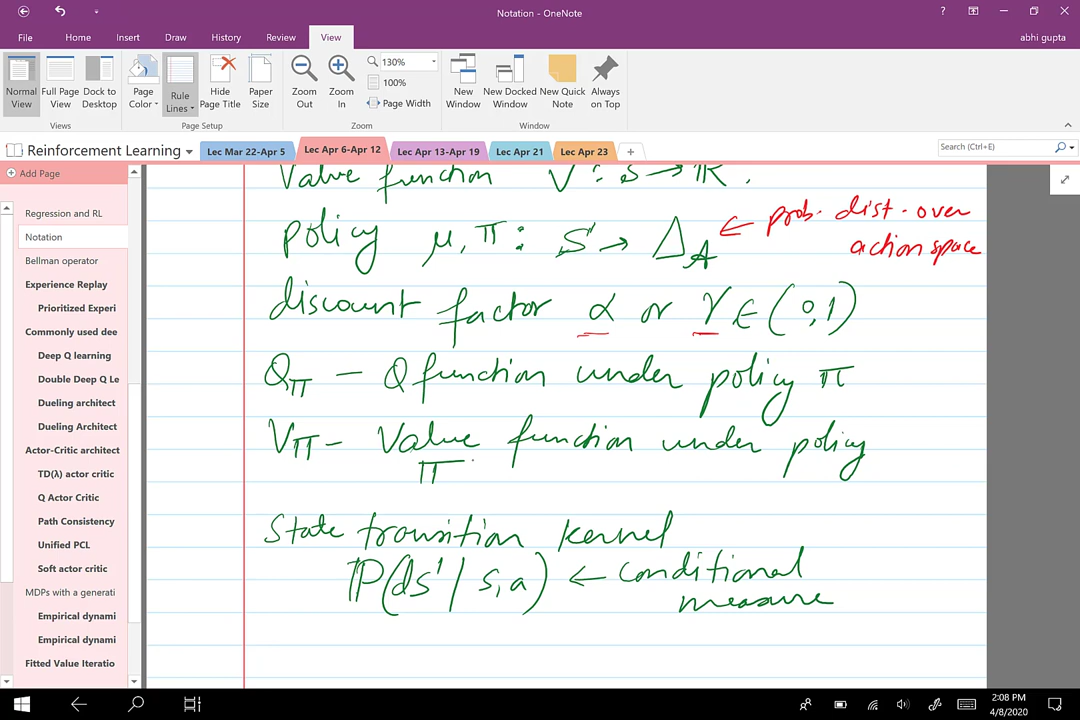 Notation - OneNote
?
abhi gupta
File Home Insert Draw History Review View
Normal View
Full Page View
Dock to Desktop
Views
Page Color
Rule Lines
Hide Page Title
Paper Size
Page Setup
Zoom Out
Zoom In
130%
100%
Page Width
Zoom
New Window
New Docked Window
New Quick Note
Always on Top
Window
Reinforcement Learning
Lec Mar 22-Apr 5
Lec Apr 6-Apr 12
Lec Apr 13-Apr 19
Lec Apr 21
Lec Apr 23
+
Search (Ctrl+E)
Add Page
Regression and RL
Notation
Bellman operator
Experience Replay
Prioritized Experi
Commonly used dee
Deep Q learning
Double Deep Q Le
Dueling architect
Dueling Architect
Actor-Critic architect
TD(λ) actor critic
Q Actor Critic
Path Consistency
Unified PCL
Soft actor critic
MDPs with a generati
Empirical dynami
Empirical dynami
Fitted Value Iteratio
Value function V : S → ℝ .
policy μ, π : S → Δ_A ← prob. dist. over
action space
discount factor α or γ ∈ (0,1)
Q_π – Q function under policy π
V_π – Value function under policy
π.
State transition kernel
ℙ(ds' | s,a) ← conditional
measure
2:08 PM
4/8/2020